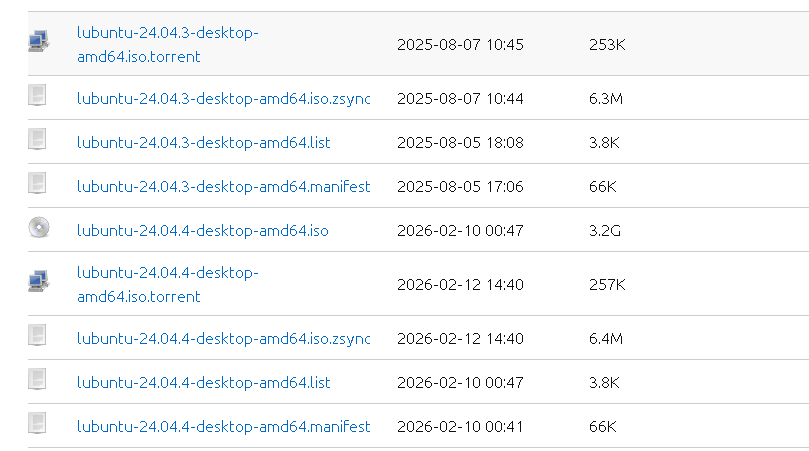 lubuntu-24.04.3-desktop-
amd64.iso.torrent 2025-08-07 10:45 253K
lubuntu-24.04.3-desktop-amd64.iso.zsync 2025-08-07 10:44 6.3M
lubuntu-24.04.3-desktop-amd64.list 2025-08-05 18:08 3.8K
lubuntu-24.04.3-desktop-amd64.manifest 2025-08-05 17:06 66K
lubuntu-24.04.4-desktop-amd64.iso 2026-02-10 00:47 3.2G
lubuntu-24.04.4-desktop-
amd64.iso.torrent 2026-02-12 14:40 257K
lubuntu-24.04.4-desktop-amd64.iso.zsync 2026-02-12 14:40 6.4M
lubuntu-24.04.4-desktop-amd64.list 2026-02-10 00:47 3.8K
lubuntu-24.04.4-desktop-amd64.manifest 2026-02-10 00:41 66K